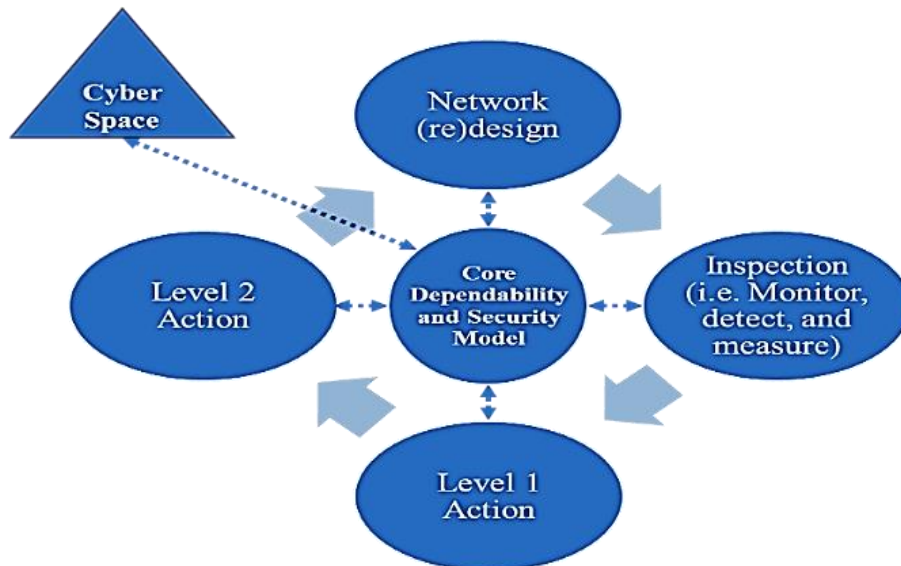 Cyber
Space
Network
(re)design
Level 2
Action
Core
Dependability
and Security
Model
Inspection
(i.e. Monitor,
detect, and
measure)
Level 1
Action